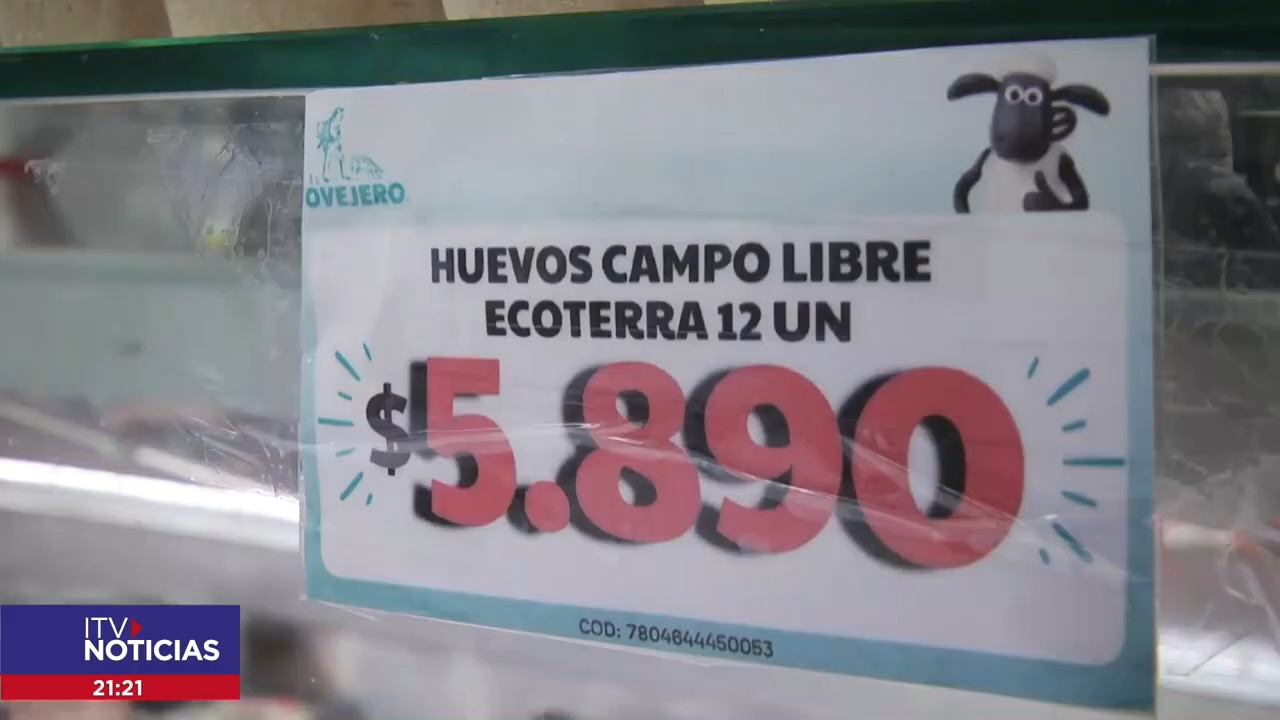 OVEJERO
HUEVOS CAMPO LIBRE
ECOTERRA 12 UN
$5.890
COD: 7804644450053
ITV
NOTICIAS
21:21